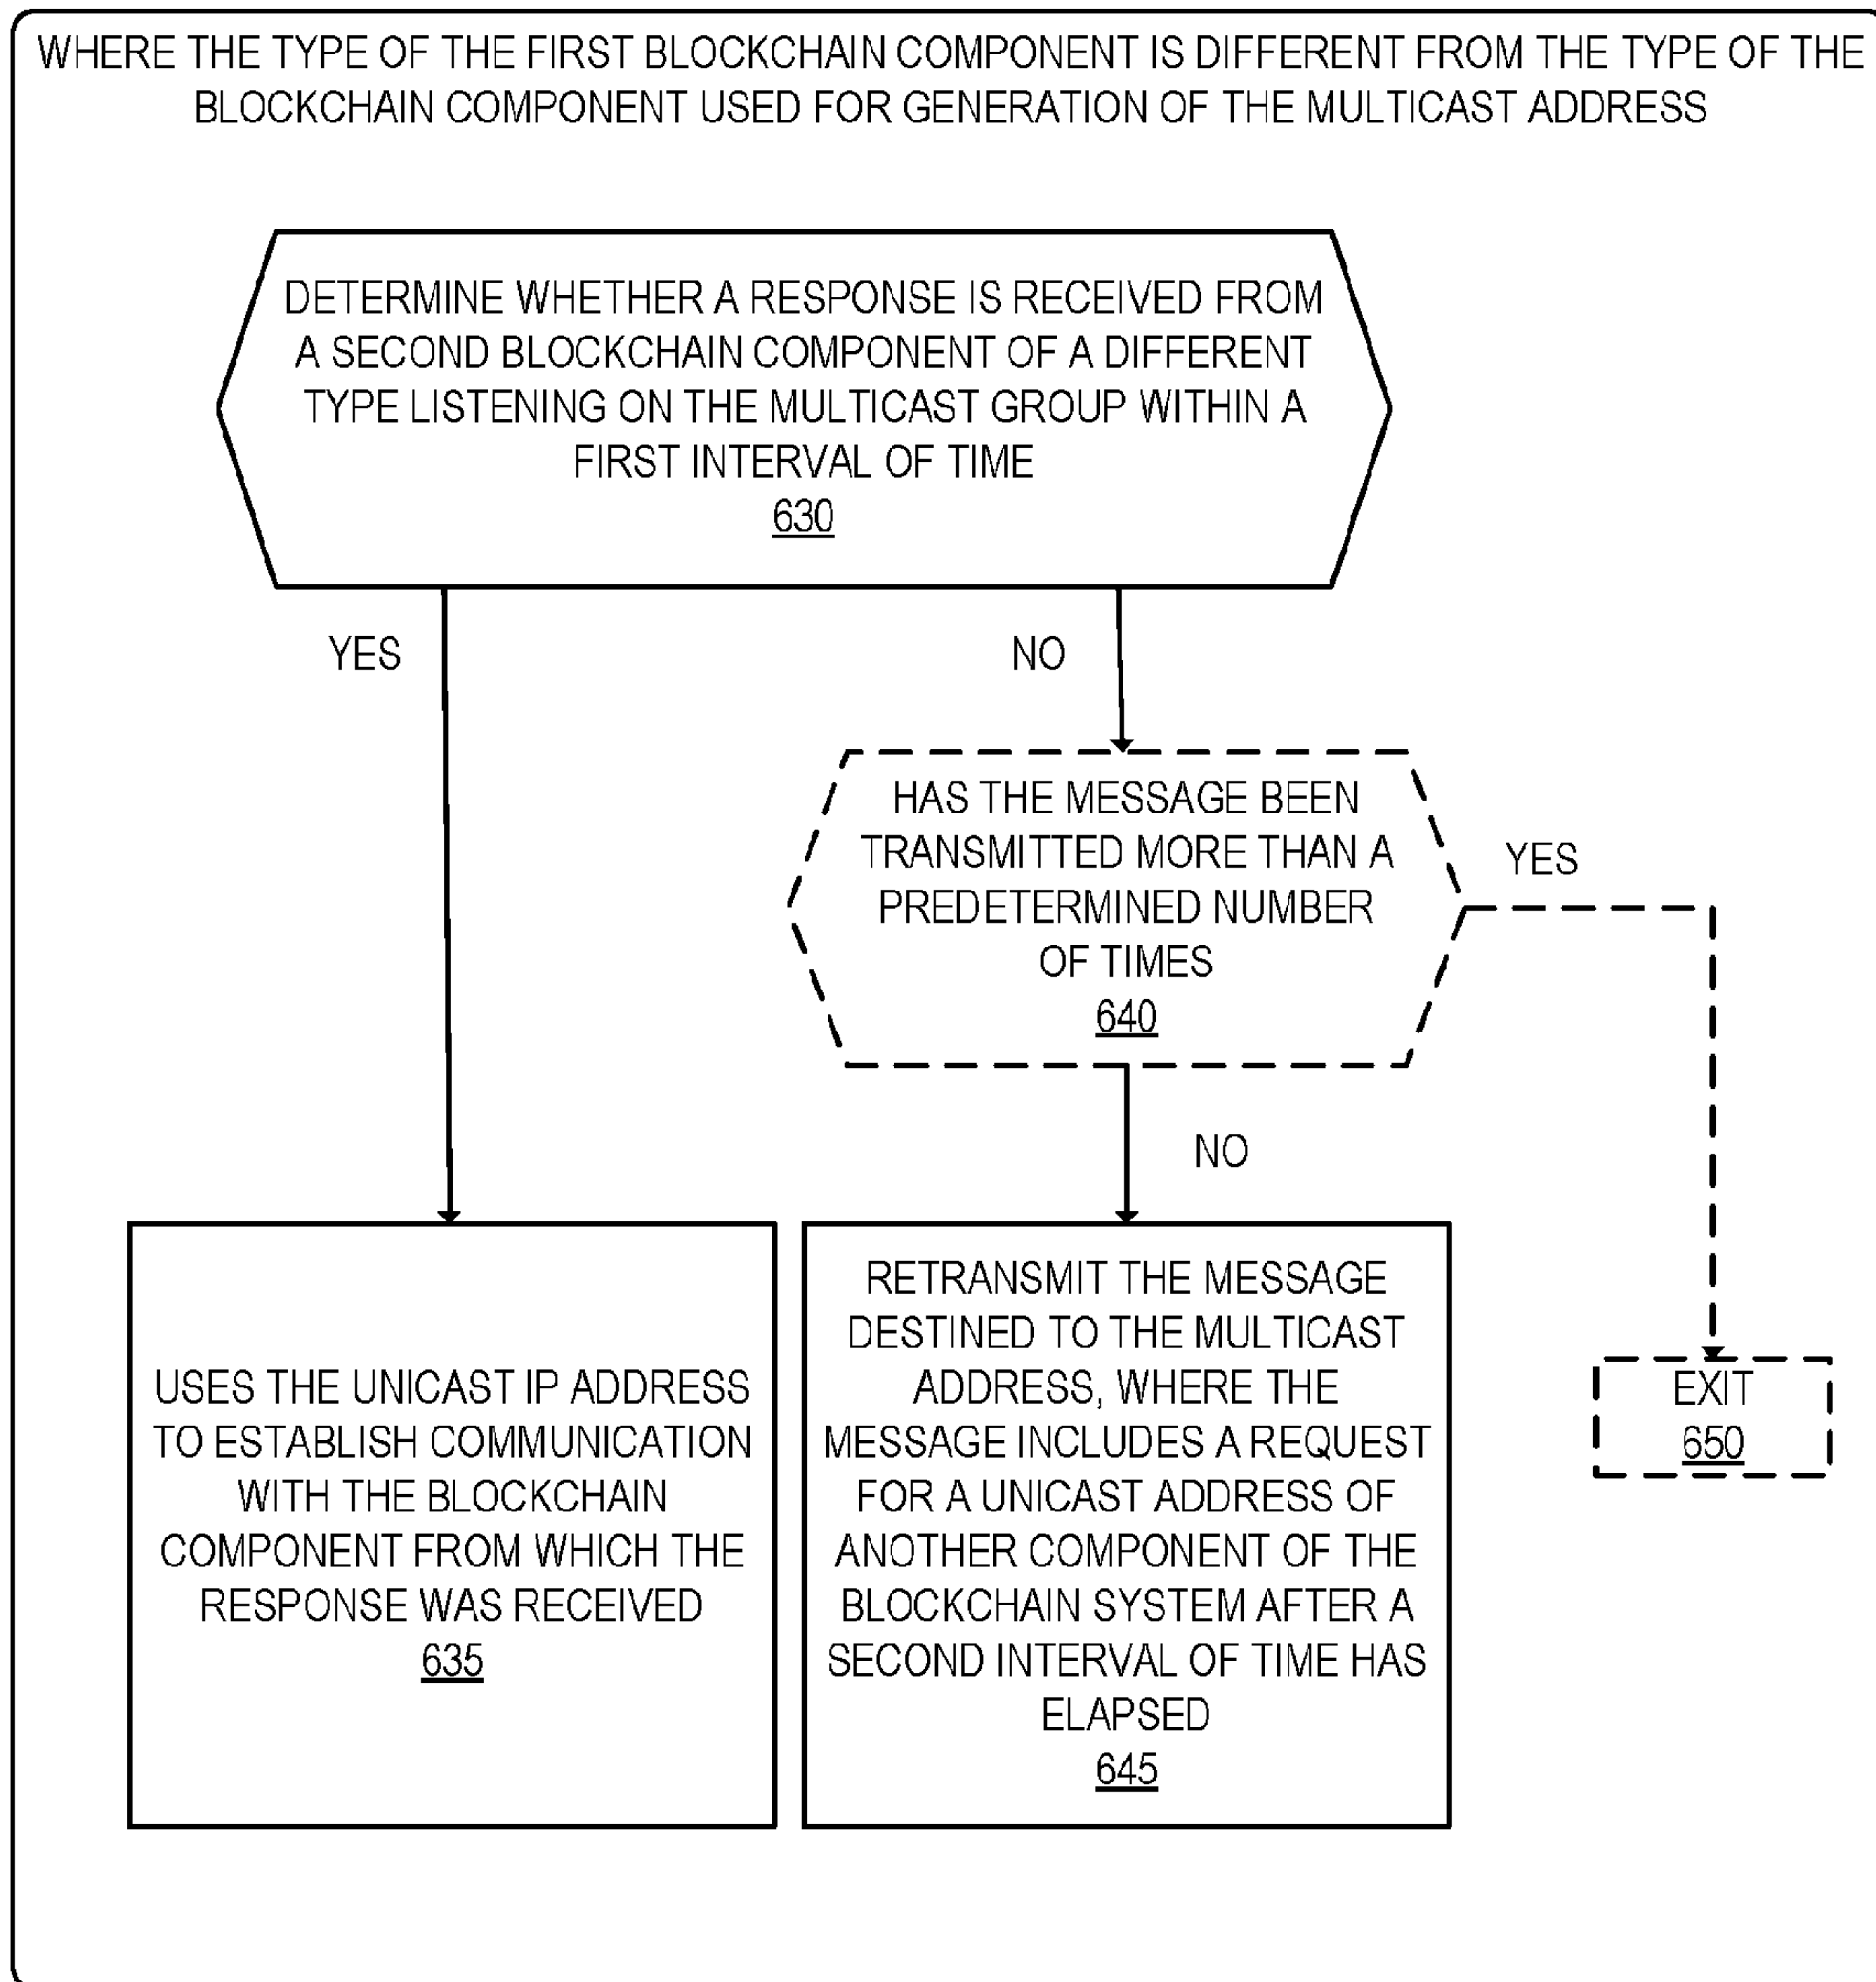 WHERE THE TYPE OF THE FIRST BLOCKCHAIN COMPONENT IS DIFFERENT FROM THE TYPE OF THE
BLOCKCHAIN COMPONENT USED FOR GENERATION OF THE MULTICAST ADDRESS
DETERMINE WHETHER A RESPONSE IS RECEIVED FROM
A SECOND BLOCKCHAIN COMPONENT OF A DIFFERENT
TYPE LISTENING ON THE MULTICAST GROUP WITHIN A
FIRST INTERVAL OF TIME
630
YES
NO
HAS THE MESSAGE BEEN
TRANSMITTED MORE THAN A
PREDETERMINED NUMBER
OF TIMES
640
YES
NO
USES THE UNICAST IP ADDRESS
TO ESTABLISH COMMUNICATION
WITH THE BLOCKCHAIN
COMPONENT FROM WHICH THE
RESPONSE WAS RECEIVED
635
RETRANSMIT THE MESSAGE
DESTINED TO THE MULTICAST
ADDRESS, WHERE THE
MESSAGE INCLUDES A REQUEST
FOR A UNICAST ADDRESS OF
ANOTHER COMPONENT OF THE
BLOCKCHAIN SYSTEM AFTER A
SECOND INTERVAL OF TIME HAS
ELAPSED
645
EXIT
650